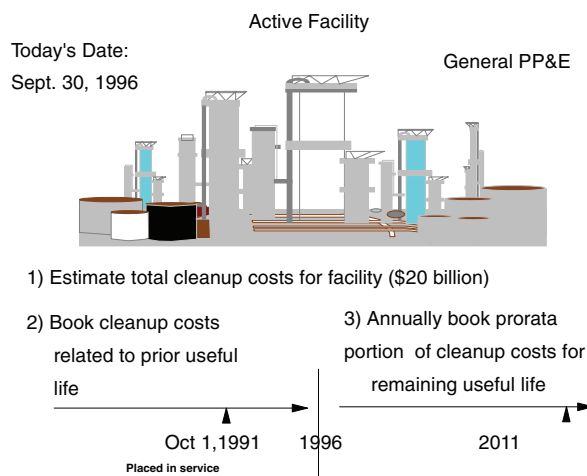 Active Facility
Today's Date:
Sept. 30, 1996
General PP&E
1) Estimate total cleanup costs for facility ($20 billion)
2) Book cleanup costs
related to prior useful
life
3) Annually book prorata
portion of cleanup costs for
remaining useful life
Oct 1,1991
1996
2011
Placed in service